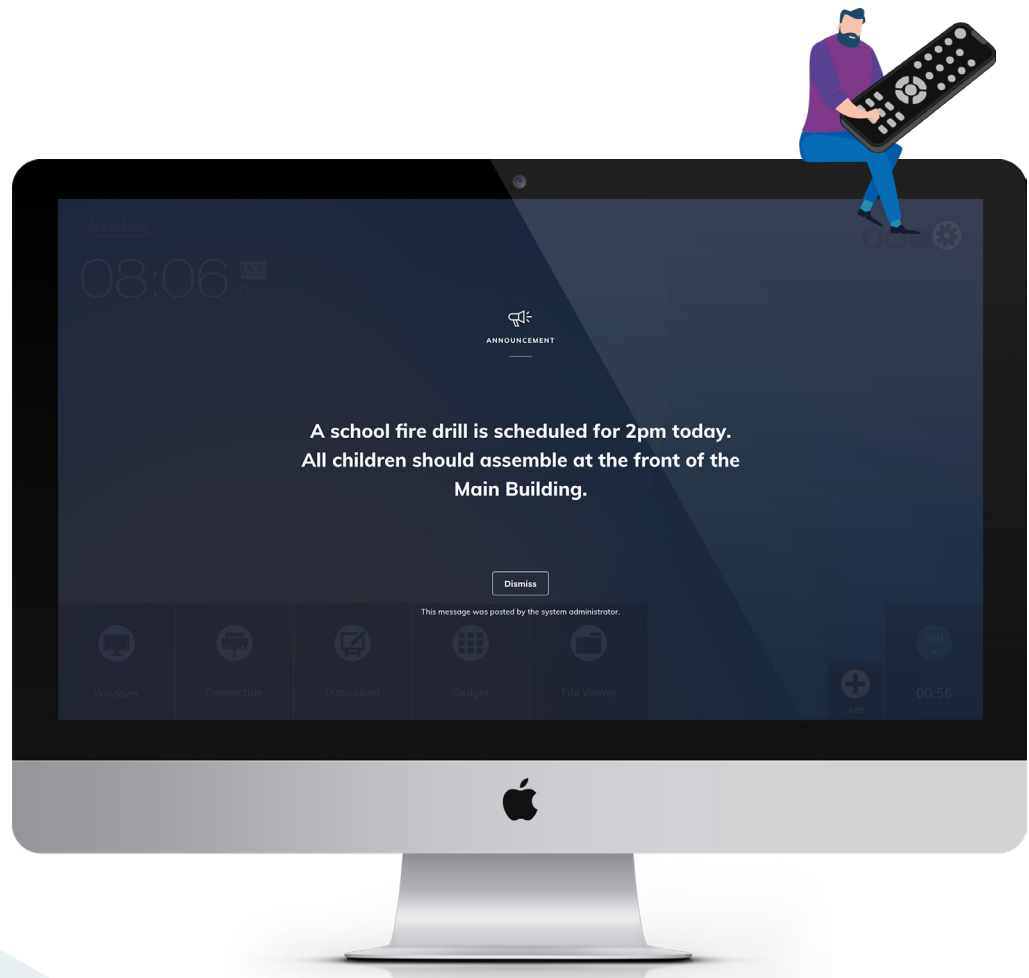 Newline
08:06 MON
ANNOUNCEMENT
A school fire drill is scheduled for 2pm today.
All children should assemble at the front of the
Main Building.
Dismiss
This message was posted by the system administrator.
End
Windows
Connection
Discussion
Gadget
File Viewer
Add
00:56